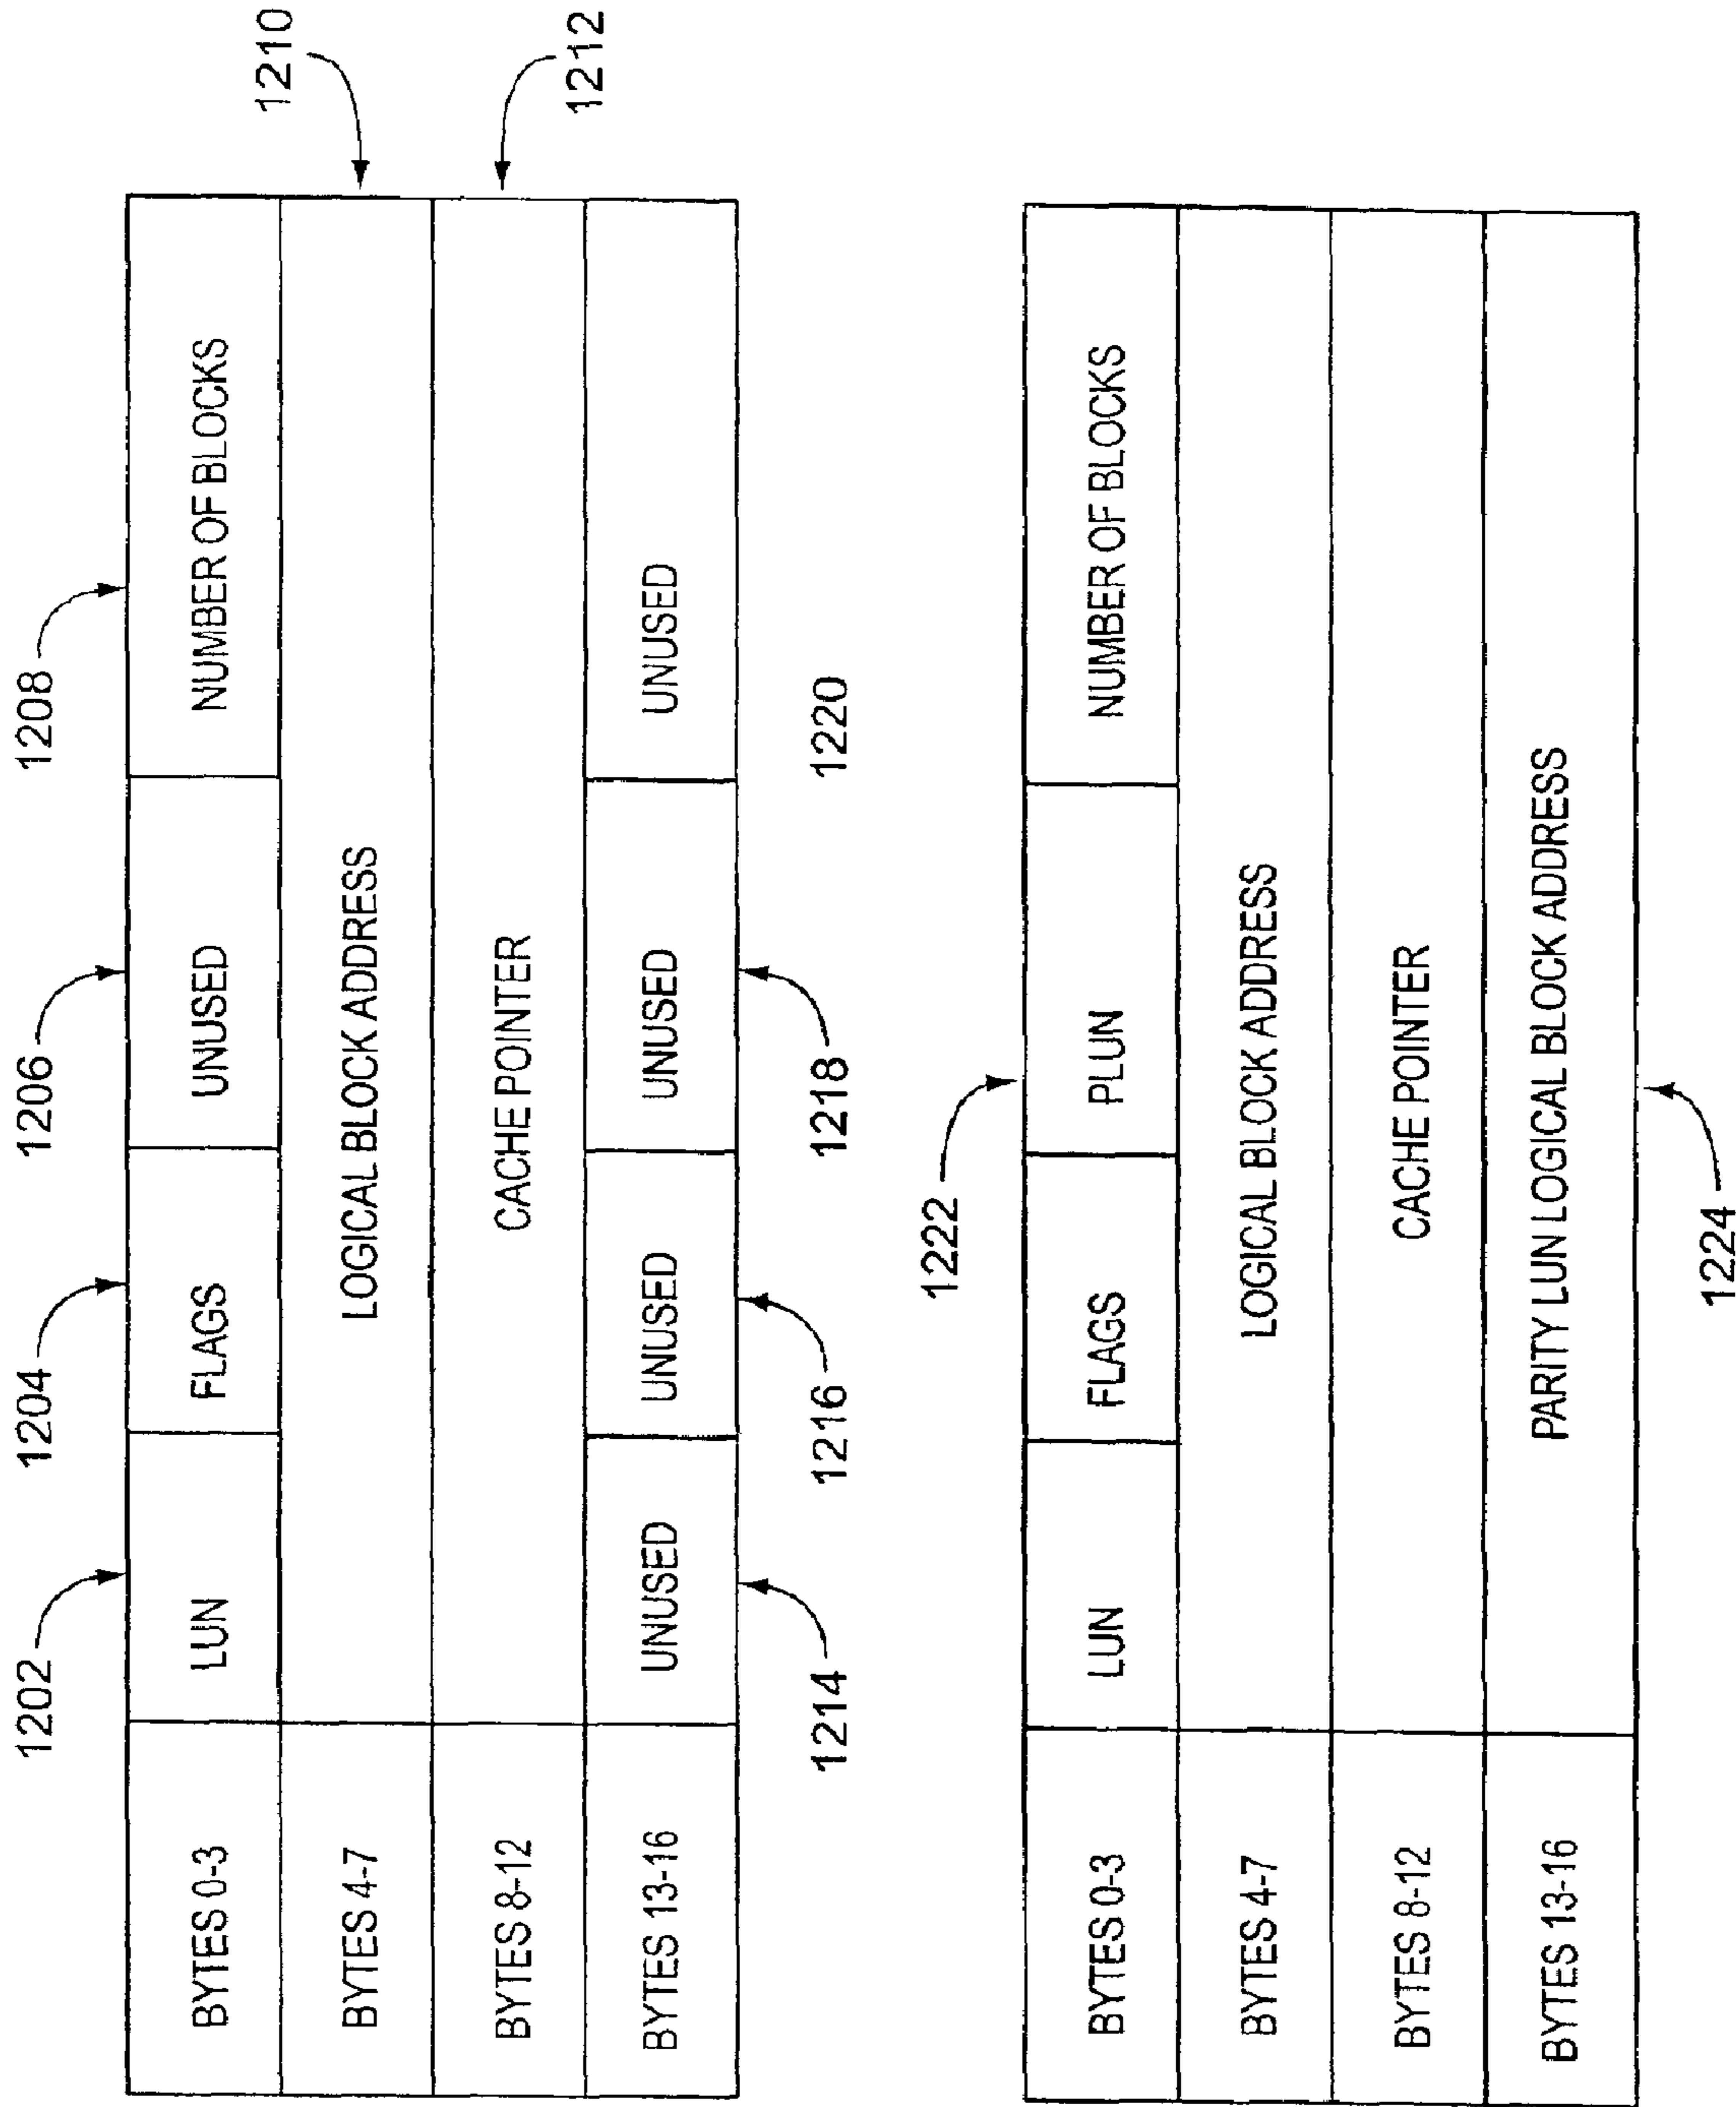 1202 1204 1206 1208
BYTES 0-3 LUN FLAGS UNUSED NUMBER OF BLOCKS
BYTES 4-7 LOGICAL BLOCK ADDRESS 1210
BYTES 8-12 CACHE POINTER 1212
BYTES 13-16 UNUSED UNUSED UNUSED UNUSED
1214 1216 1218 1220
1222
BYTES 0-3 LUN FLAGS PLUN NUMBER OF BLOCKS
BYTES 4-7 LOGICAL BLOCK ADDRESS
BYTES 8-12 CACHE POINTER
BYTES 13-16 PARITY LUN LOGICAL BLOCK ADDRESS
1224